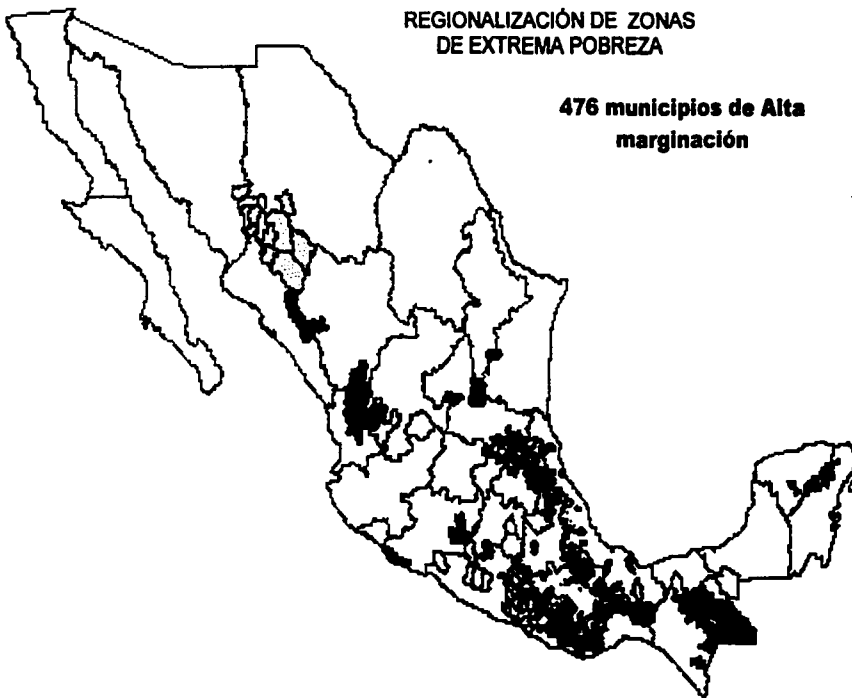 REGIONALIZACIÓN DE ZONAS
DE EXTREMA POBREZA
476 municipios de Alta
marginación